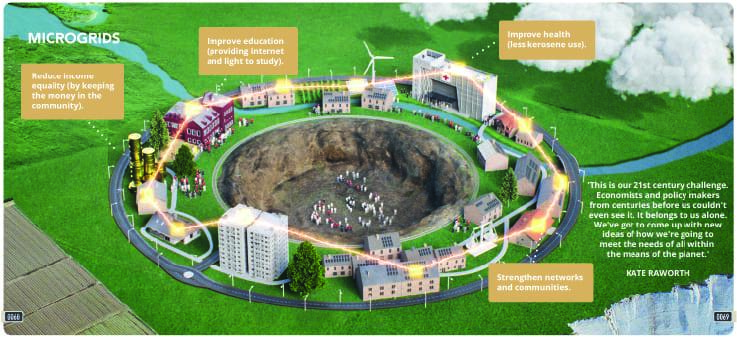 MICROGRIDS
Improve education
(providing internet
and light to study).
Improve health
(less kerosene use).
Reduce income
equality (by keeping
the money in the
community).
'This is our 21st century challenge.
Economists and policy makers
from centuries before us couldn't
even see it. It belongs to us alone.
We've got to come up with new
ideas of how we're going to
meet the needs of all within
the means of the planet.'
KATE RAWORTH
Strengthen networks
and communities.
0068
0069